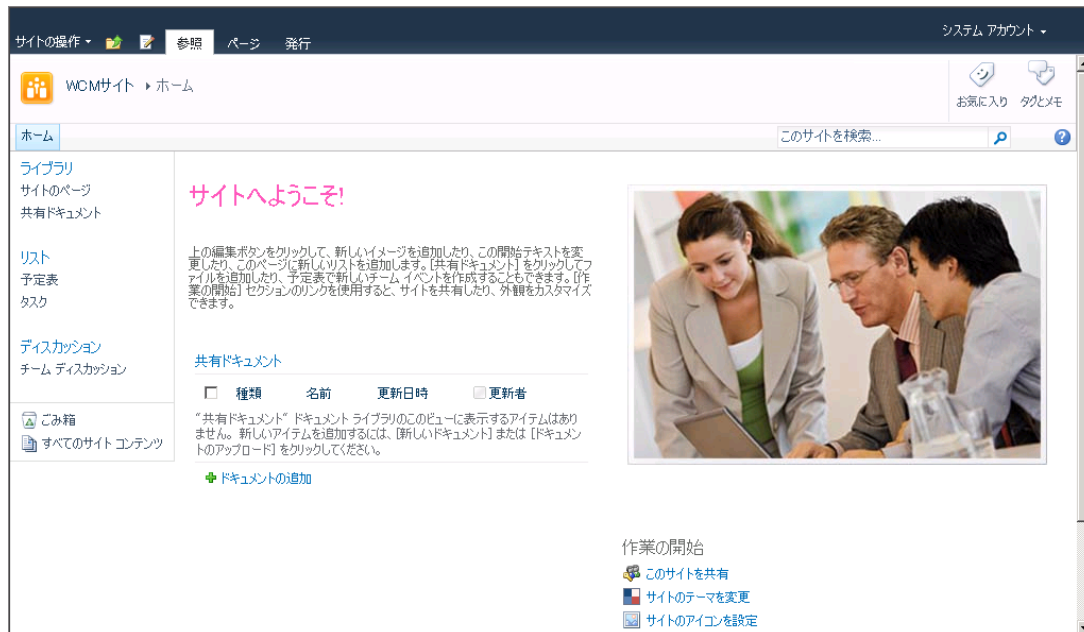 システム アカウント
サイトの操作
参照
ページ
発行
WCMサイト
ホーム
お気に入り
タグとメモ
ホーム
このサイトを検索...
ライブラリ
サイトのページ
共有ドキュメント
リスト
予定表
タスク
ディスカッション
チーム ディスカッション
ごみ箱
すべてのサイト コンテンツ
サイトへようこそ!
上の編集ボタンをクリックして、新しいイメージを追加したり、この開始テキストを変
更したり、このページに新しいリストを追加します。[共有ドキュメント] をクリックしてフ
ァイルを追加したり、予定表で新しいチーム イベントを作成することもできます。[作
業の開始] セクションのリンクを使用すると、サイトを共有したり、外観をカスタマイズ
できます。
共有ドキュメント
種類 名前 更新日時 更新者
"共有ドキュメント" ドキュメント ライブラリのこのビューに表示するアイテムはあり
ません。新しいアイテムを追加するには、[新しいドキュメント] または [ドキュメン
トのアップロード] をクリックしてください。
ドキュメントの追加
作業の開始
このサイトを共有
サイトのテーマを変更
サイトのアイコンを設定